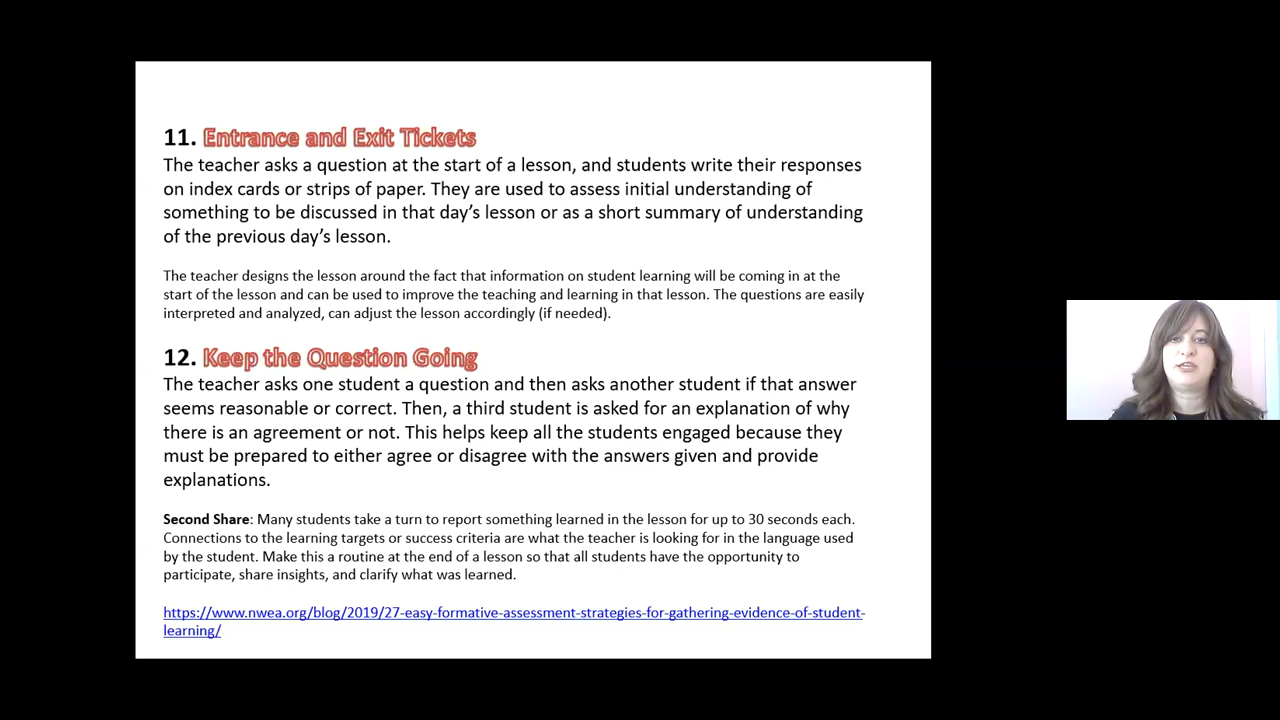 11. Entrance and Exit Tickets
The teacher asks a question at the start of a lesson, and students write their responses
on index cards or strips of paper. They are used to assess initial understanding of
something to be discussed in that day’s lesson or as a short summary of understanding
of the previous day’s lesson.
The teacher designs the lesson around the fact that information on student learning will be coming in at the
start of the lesson and can be used to improve the teaching and learning in that lesson. The questions are easily
interpreted and analyzed, can adjust the lesson accordingly (if needed).
12. Keep the Question Going
The teacher asks one student a question and then asks another student if that answer
seems reasonable or correct. Then, a third student is asked for an explanation of why
there is an agreement or not. This helps keep all the students engaged because they
must be prepared to either agree or disagree with the answers given and provide
explanations.
Second Share: Many students take a turn to report something learned in the lesson for up to 30 seconds each.
Connections to the learning targets or success criteria are what the teacher is looking for in the language used
by the student. Make this a routine at the end of a lesson so that all students have the opportunity to
participate, share insights, and clarify what was learned.
https://www.nwea.org/blog/2019/27-easy-formative-assessment-strategies-for-gathering-evidence-of-student-
learning/